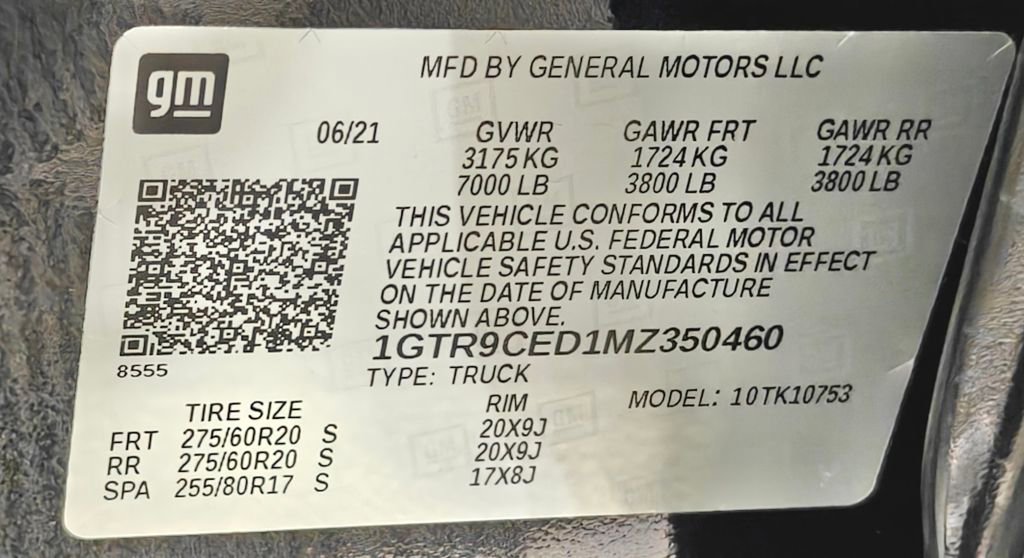 gm
MFD BY GENERAL MOTORS LLC
06/21 GVWR GAWR FRT GAWR RR
3175 KG 1724 KG 1724 KG
7000 LB 3800 LB 3800 LB
THIS VEHICLE CONFORMS TO ALL
APPLICABLE U.S. FEDERAL MOTOR
VEHICLE SAFETY STANDARDS IN EFFECT
ON THE DATE OF MANUFACTURE
SHOWN ABOVE.
1GTR9CED1MZ350460
8555
TYPE: TRUCK
TIRE SIZE RIM MODEL: 10TK10753
FRT 275/60R20 S 20X9J
RR 275/60R20 S 20X9J
SPA 255/80R17 S 17X8J